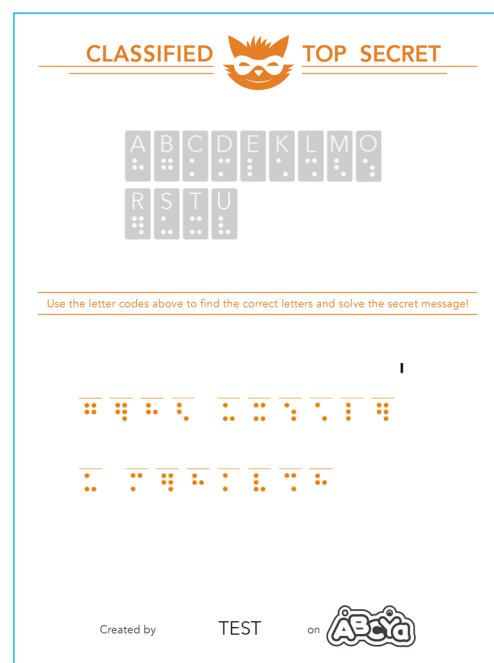 CLASSIFIED TOP SECRET
A B C D E K L M O
R S T U
Use the letter codes above to find the correct letters and solve the secret message!
Created by TEST on ABCYa